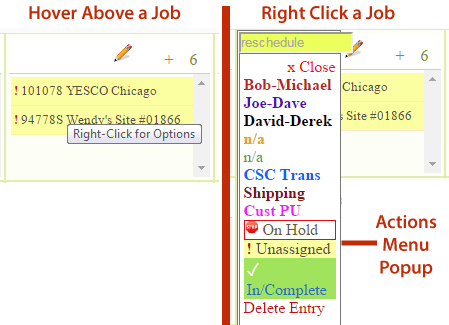 Hover Above a Job
+ 6
! 101078 YESCO Chicago
! 94778S Wendy's Site #01866
Right-Click for Options
Right Click a Job
reschedule
+ 6
x Close
Bob-Michael
Julie-Dave
David-Derek
n/a
n/a
CSC Trans
Shipping
Cust PU
On Hold
! Unassigned
✓
In/Complete
Delete Entry
Chicago
Site #01866
Actions
Menu
Popup